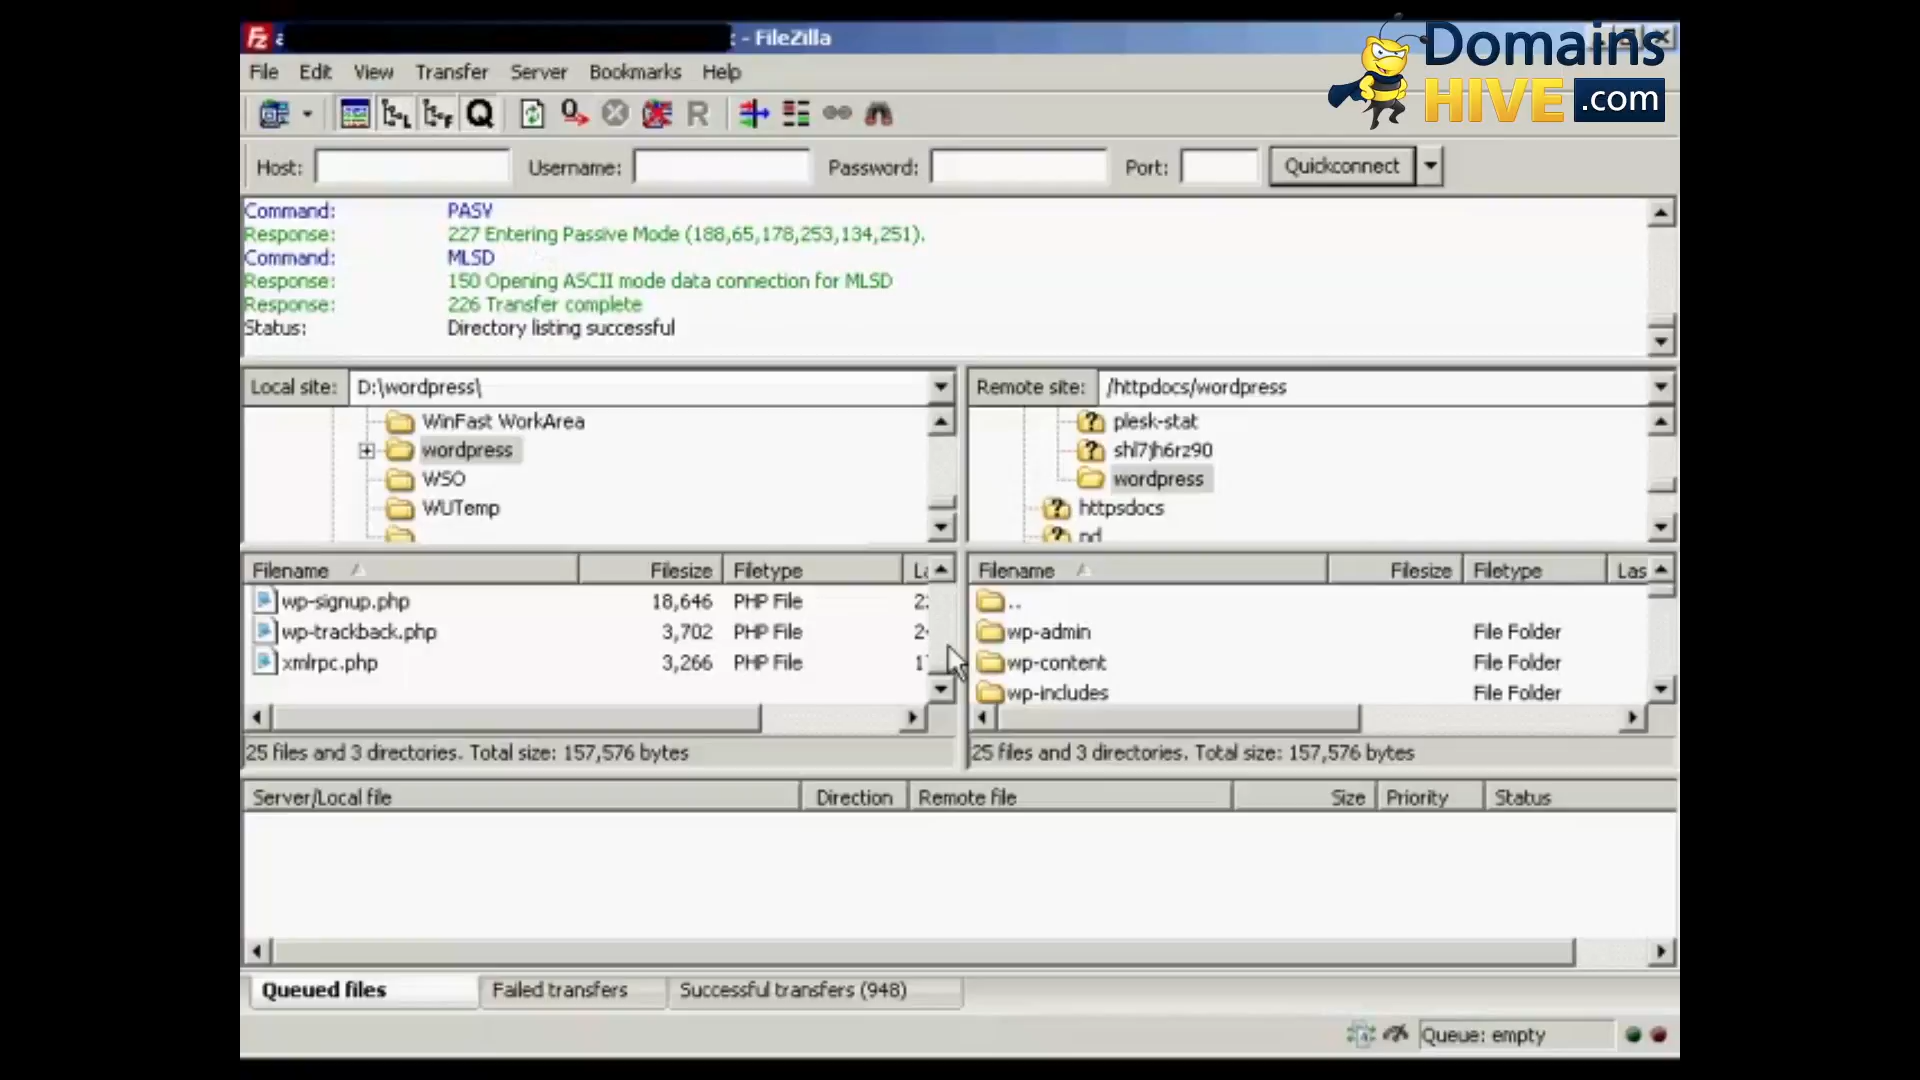 - FileZilla
Domains
HIVE .com
File Edit View Transfer Server Bookmarks Help
Host: Username: Password: Port: Quickconnect
Command: PASV
Response: 227 Entering Passive Mode (188,65,178,253,134,251).
Command: MLSD
Response: 150 Opening ASCII mode data connection for MLSD
Response: 226 Transfer complete
Status: Directory listing successful
Local site: D:\wordpress\
Remote site: /httpdocs/wordpress
WinFast WorkArea
wordpress
WSO
WUTemp
plesk-stat
shl7jh6rz90
wordpress
httpsdocs
pd
Filename Filesize Filetype
wp-signup.php 18,646 PHP File
wp-trackback.php 3,702 PHP File
xmlrpc.php 3,266 PHP File
25 files and 3 directories. Total size: 157,576 bytes
Filename Filesize Filetype Las
..
wp-admin File Folder
wp-content File Folder
wp-includes File Folder
25 files and 3 directories. Total size: 157,576 bytes
Server/Local file Direction Remote file Size Priority Status
Queued files Failed transfers Successful transfers (948)
Queue: empty